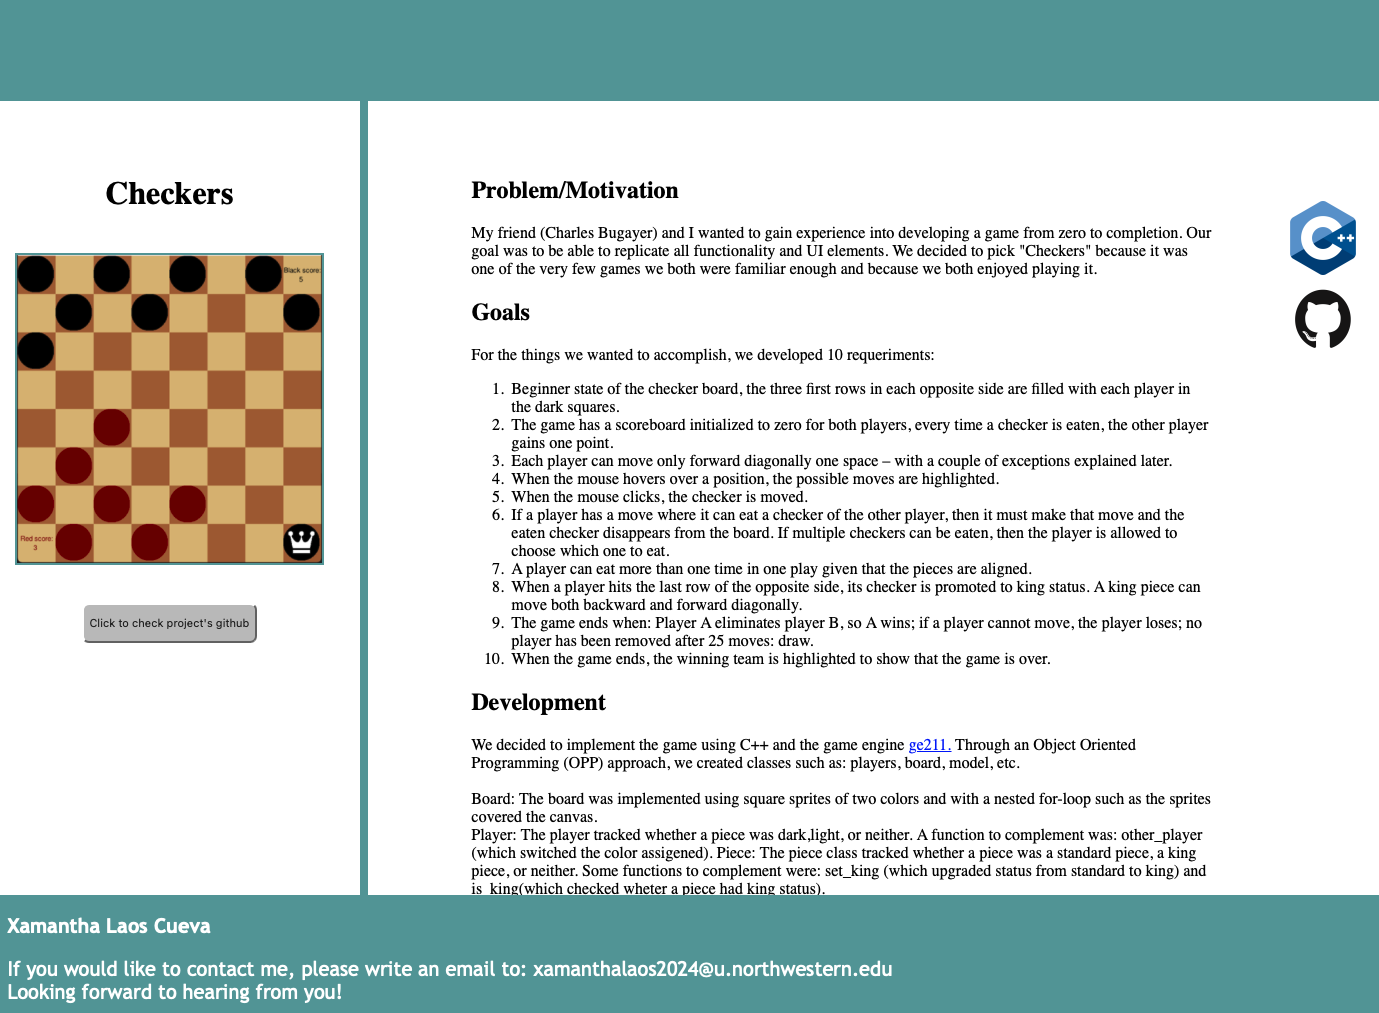 Checkers
Black score:
5
Red score:
3
Click to check project's github
Problem/Motivation
My friend (Charles Bugayer) and I wanted to gain experience into developing a game from zero to completion. Our
goal was to be able to replicate all functionality and UI elements. We decided to pick "Checkers" because it was
one of the very few games we both were familiar enough and because we both enjoyed playing it.
Goals
For the things we wanted to accomplish, we developed 10 requeriments:
1. Beginner state of the checker board, the three first rows in each opposite side are filled with each player in
the dark squares.
2. The game has a scoreboard initialized to zero for both players, every time a checker is eaten, the other player
gains one point.
3. Each player can move only forward diagonally one space – with a couple of exceptions explained later.
4. When the mouse hovers over a position, the possible moves are highlighted.
5. When the mouse clicks, the checker is moved.
6. If a player has a move where it can eat a checker of the other player, then it must make that move and the
eaten checker disappears from the board. If multiple checkers can be eaten, then the player is allowed to
choose which one to eat.
7. A player can eat more than one time in one play given that the pieces are aligned.
8. When a player hits the last row of the opposite side, its checker is promoted to king status. A king piece can
move both backward and forward diagonally.
9. The game ends when: Player A eliminates player B, so A wins; if a player cannot move, the player loses; no
player has been removed after 25 moves: draw.
10. When the game ends, the winning team is highlighted to show that the game is over.
Development
We decided to implement the game using C++ and the game engine ge211. Through an Object Oriented
Programming (OPP) approach, we created classes such as: players, board, model, etc.
Board: The board was implemented using square sprites of two colors and with a nested for-loop such as the sprites
covered the canvas.
Player: The player tracked whether a piece was dark,light, or neither. A function to complement was: other_player
(which switched the color assigened). Piece: The piece class tracked whether a piece was a standard piece, a king
piece, or neither. Some functions to complement were: set_king (which upgraded status from standard to king) and
is_king(which checked wheter a piece had king status).
C++
Xamantha Laos Cueva
If you would like to contact me, please write an email to: xamanthalaos2024@u.northwestern.edu
Looking forward to hearing from you!